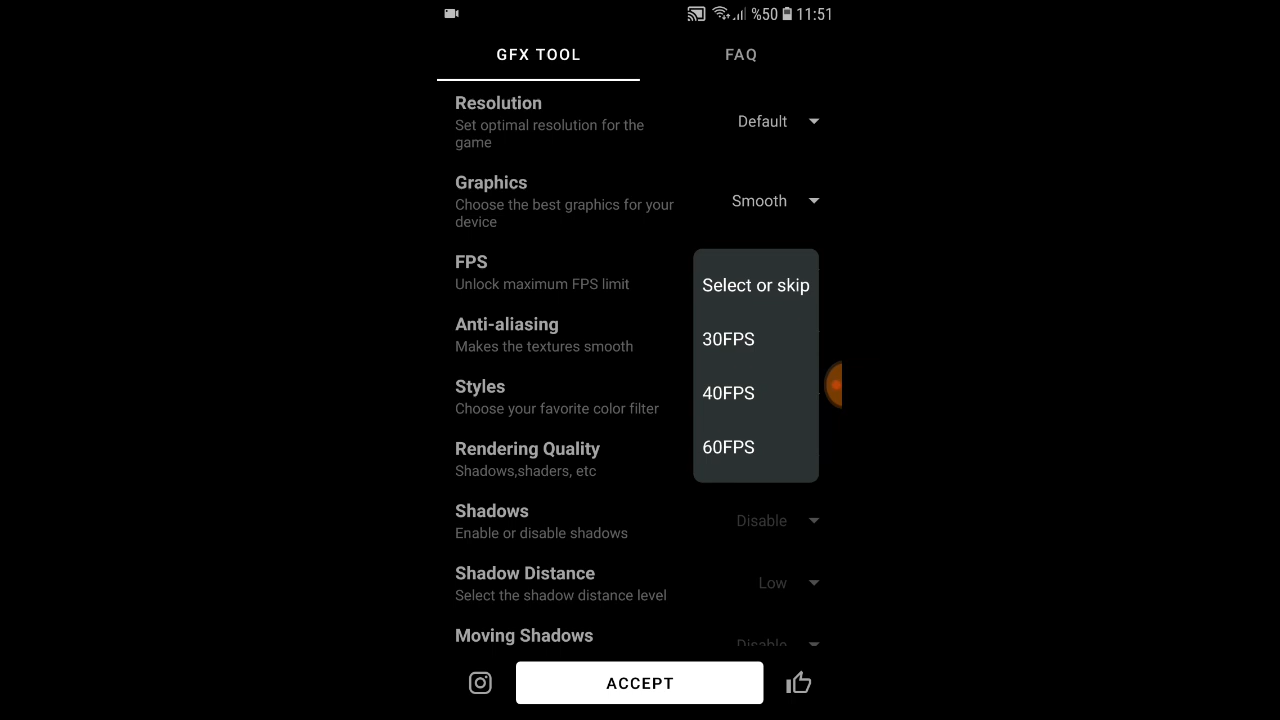 %50 11:51
GFX TOOL
FAQ
Resolution
Set optimal resolution for the
game
Default
Graphics
Choose the best graphics for your
device
Smooth
FPS
Unlock maximum FPS limit
Select or skip
30FPS
40FPS
60FPS
Anti-aliasing
Makes the textures smooth
Styles
Choose your favorite color filter
Rendering Quality
Shadows,shaders, etc
Shadows
Enable or disable shadows
Disable
Shadow Distance
Select the shadow distance level
Low
Moving Shadows
Disable
ACCEPT